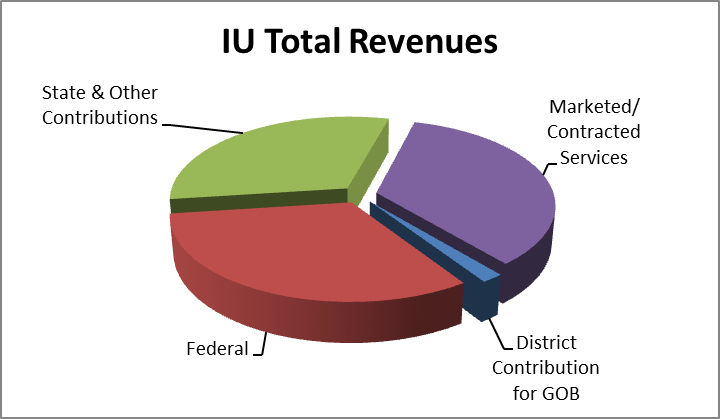 IU Total Revenues
State & Other
Contributions
Marketed/
Contracted
Services
Federal
District
Contribution
for GOB